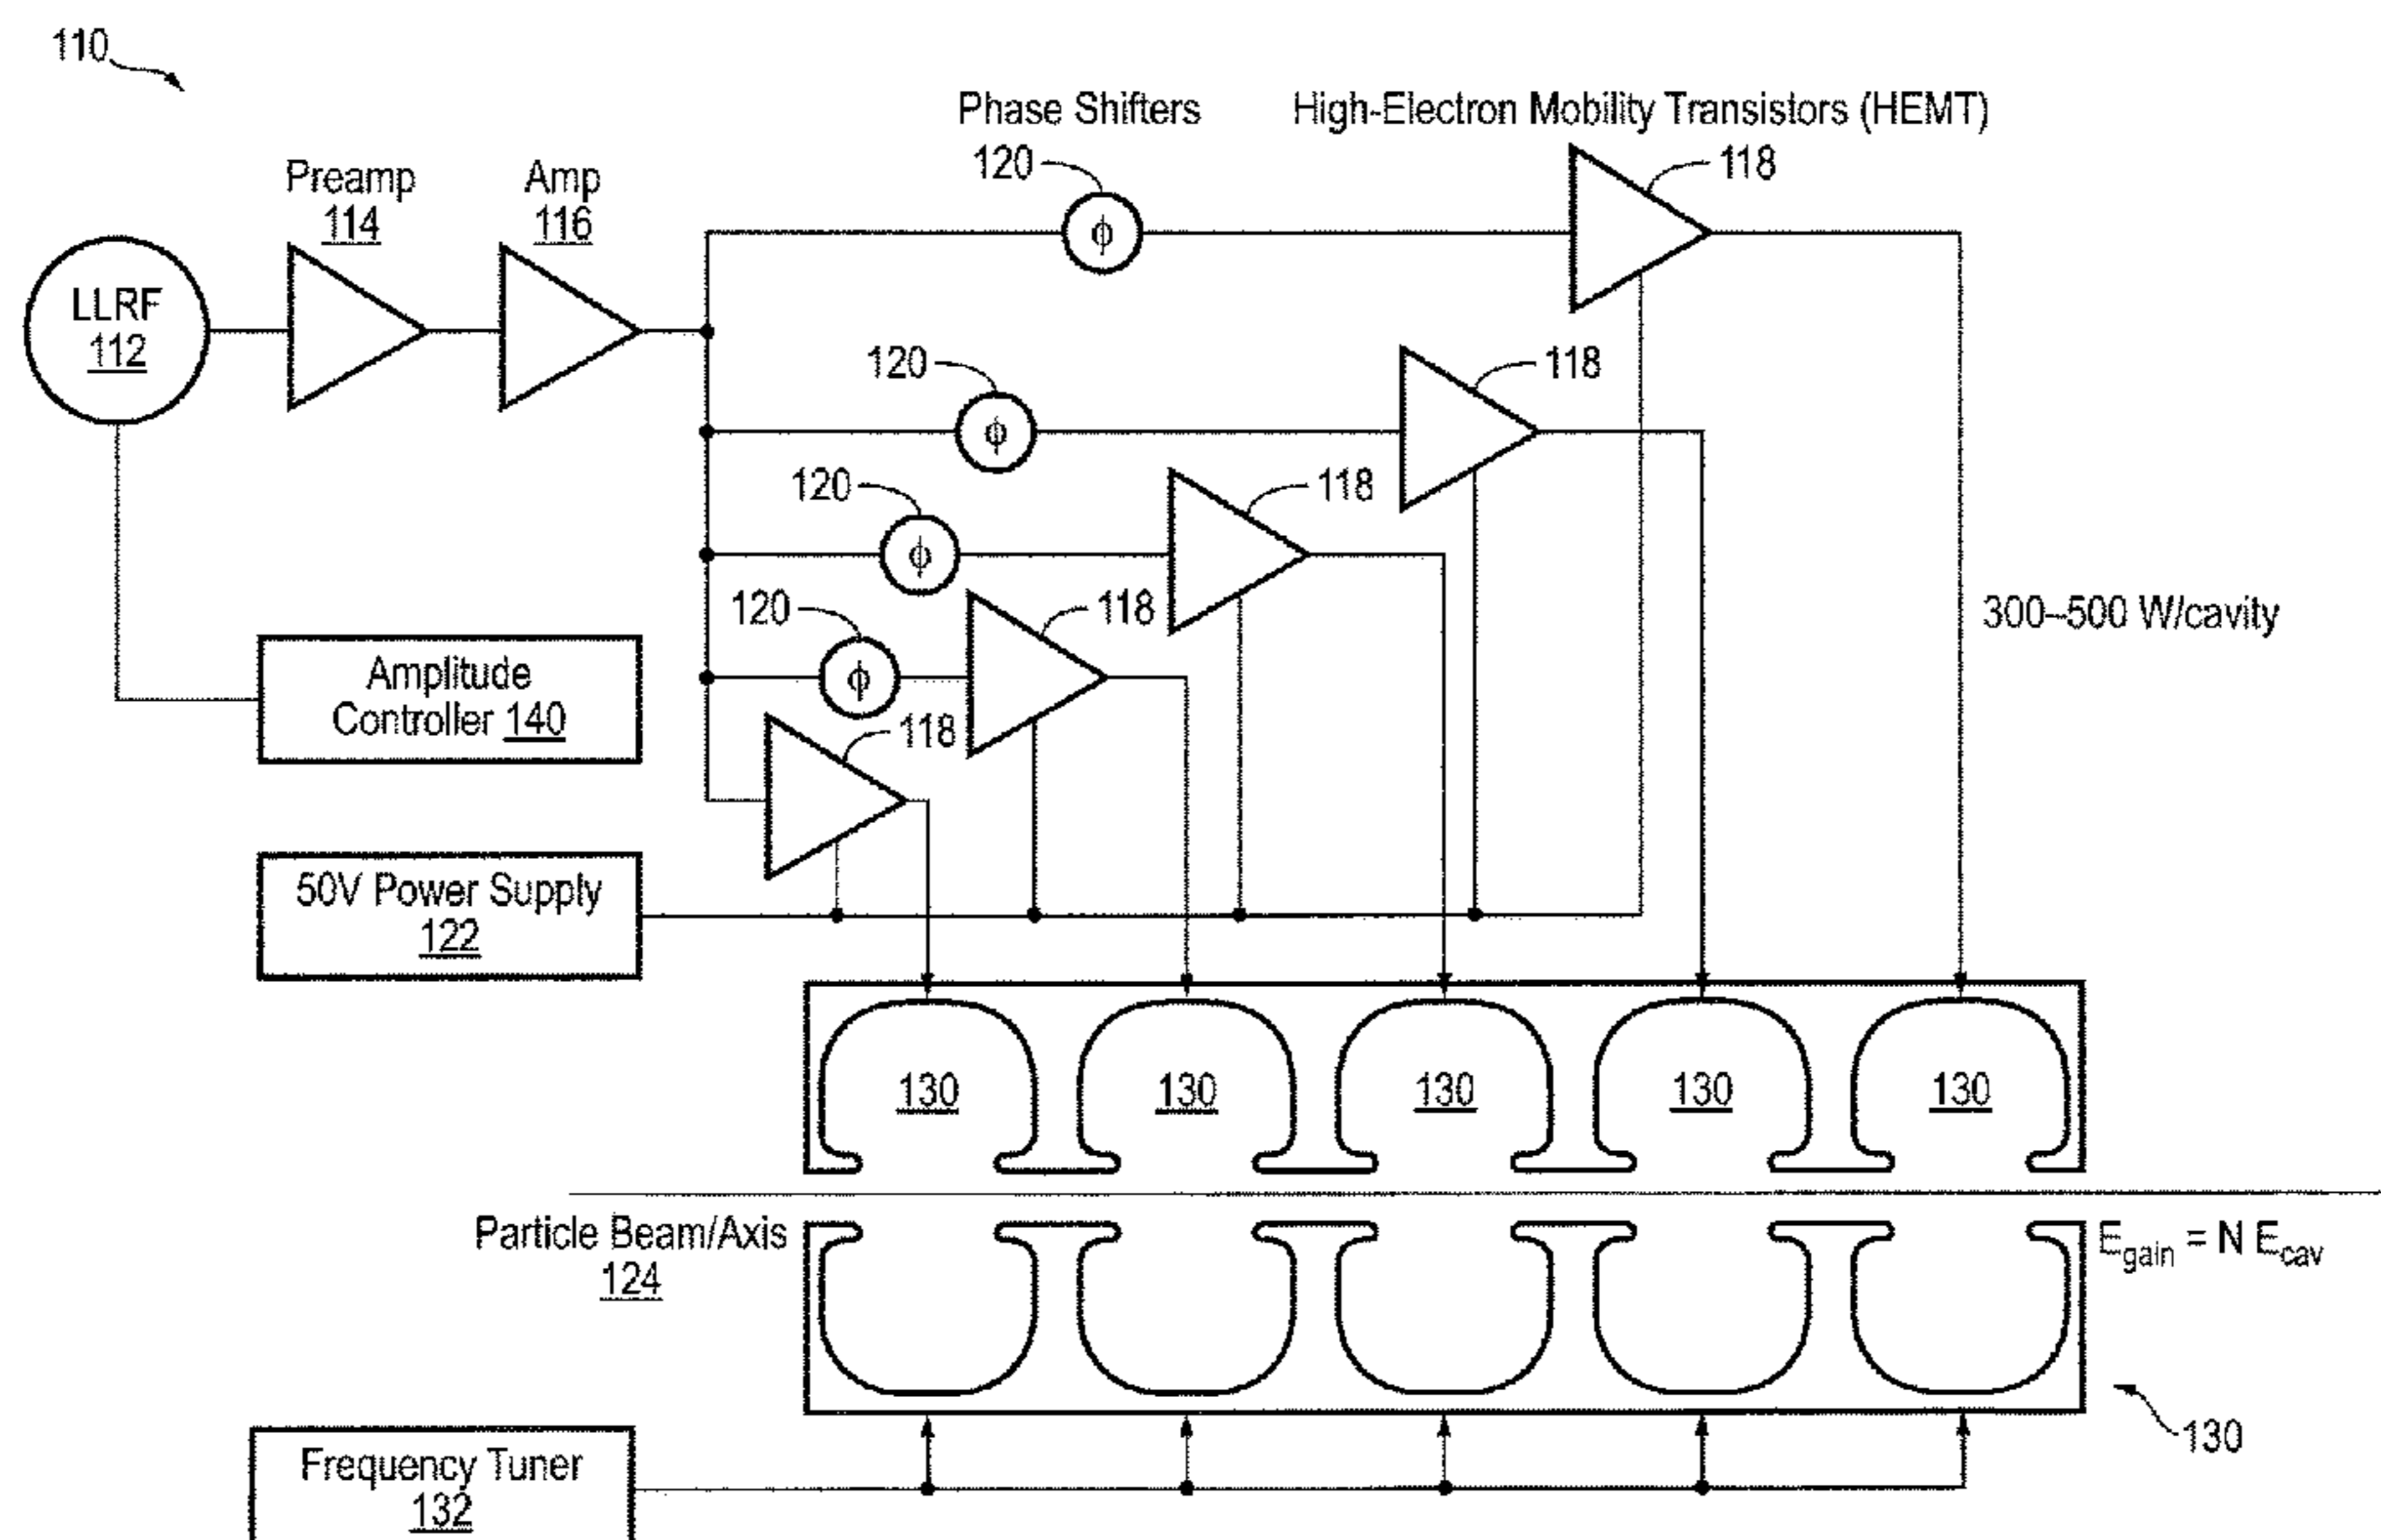 110
Phase Shifters
High-Electron Mobility Transistors (HEMT)
120
118
Preamp
114
Amp
116
LLRF
112
ϕ
120
118
ϕ
120
118
ϕ
120
118
ϕ
300–500 W/cavity
Amplitude
Controller 140
118
50V Power Supply
122
130
130
130
130
130
Particle Beam/Axis
124
E_gain = N E_cav
130
Frequency Tuner
132